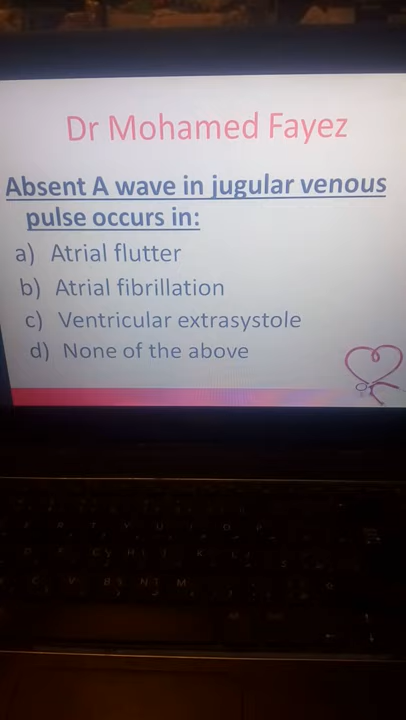 Dr Mohamed Fayez
Absent A wave in jugular venous
pulse occurs in:
a) Atrial flutter
b) Atrial fibrillation
c) Ventricular extrasystole
d) None of the above